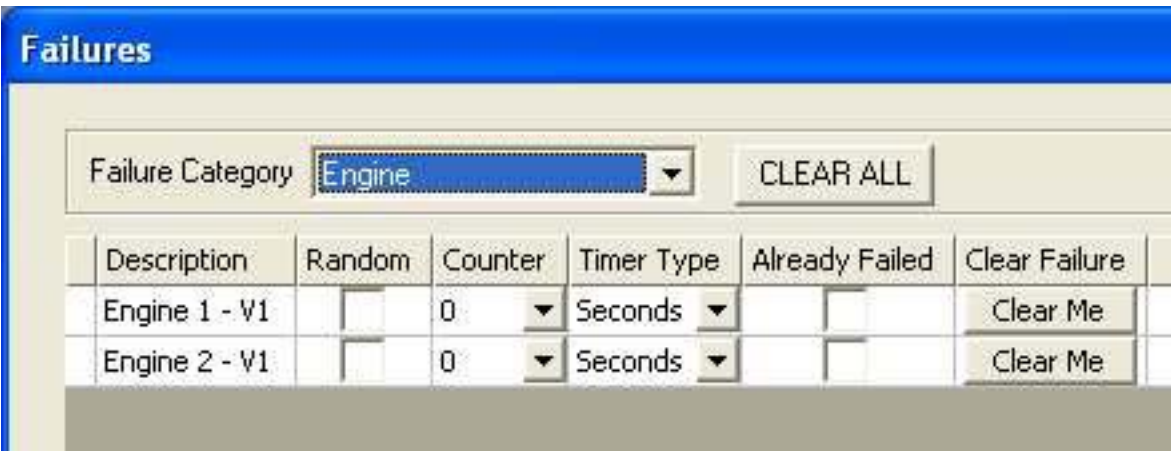 Failures
Failure Category Engine CLEAR ALL
Description Random Counter Timer Type Already Failed Clear Failure
Engine 1 - V1 0 Seconds Clear Me
Engine 2 - V1 0 Seconds Clear Me